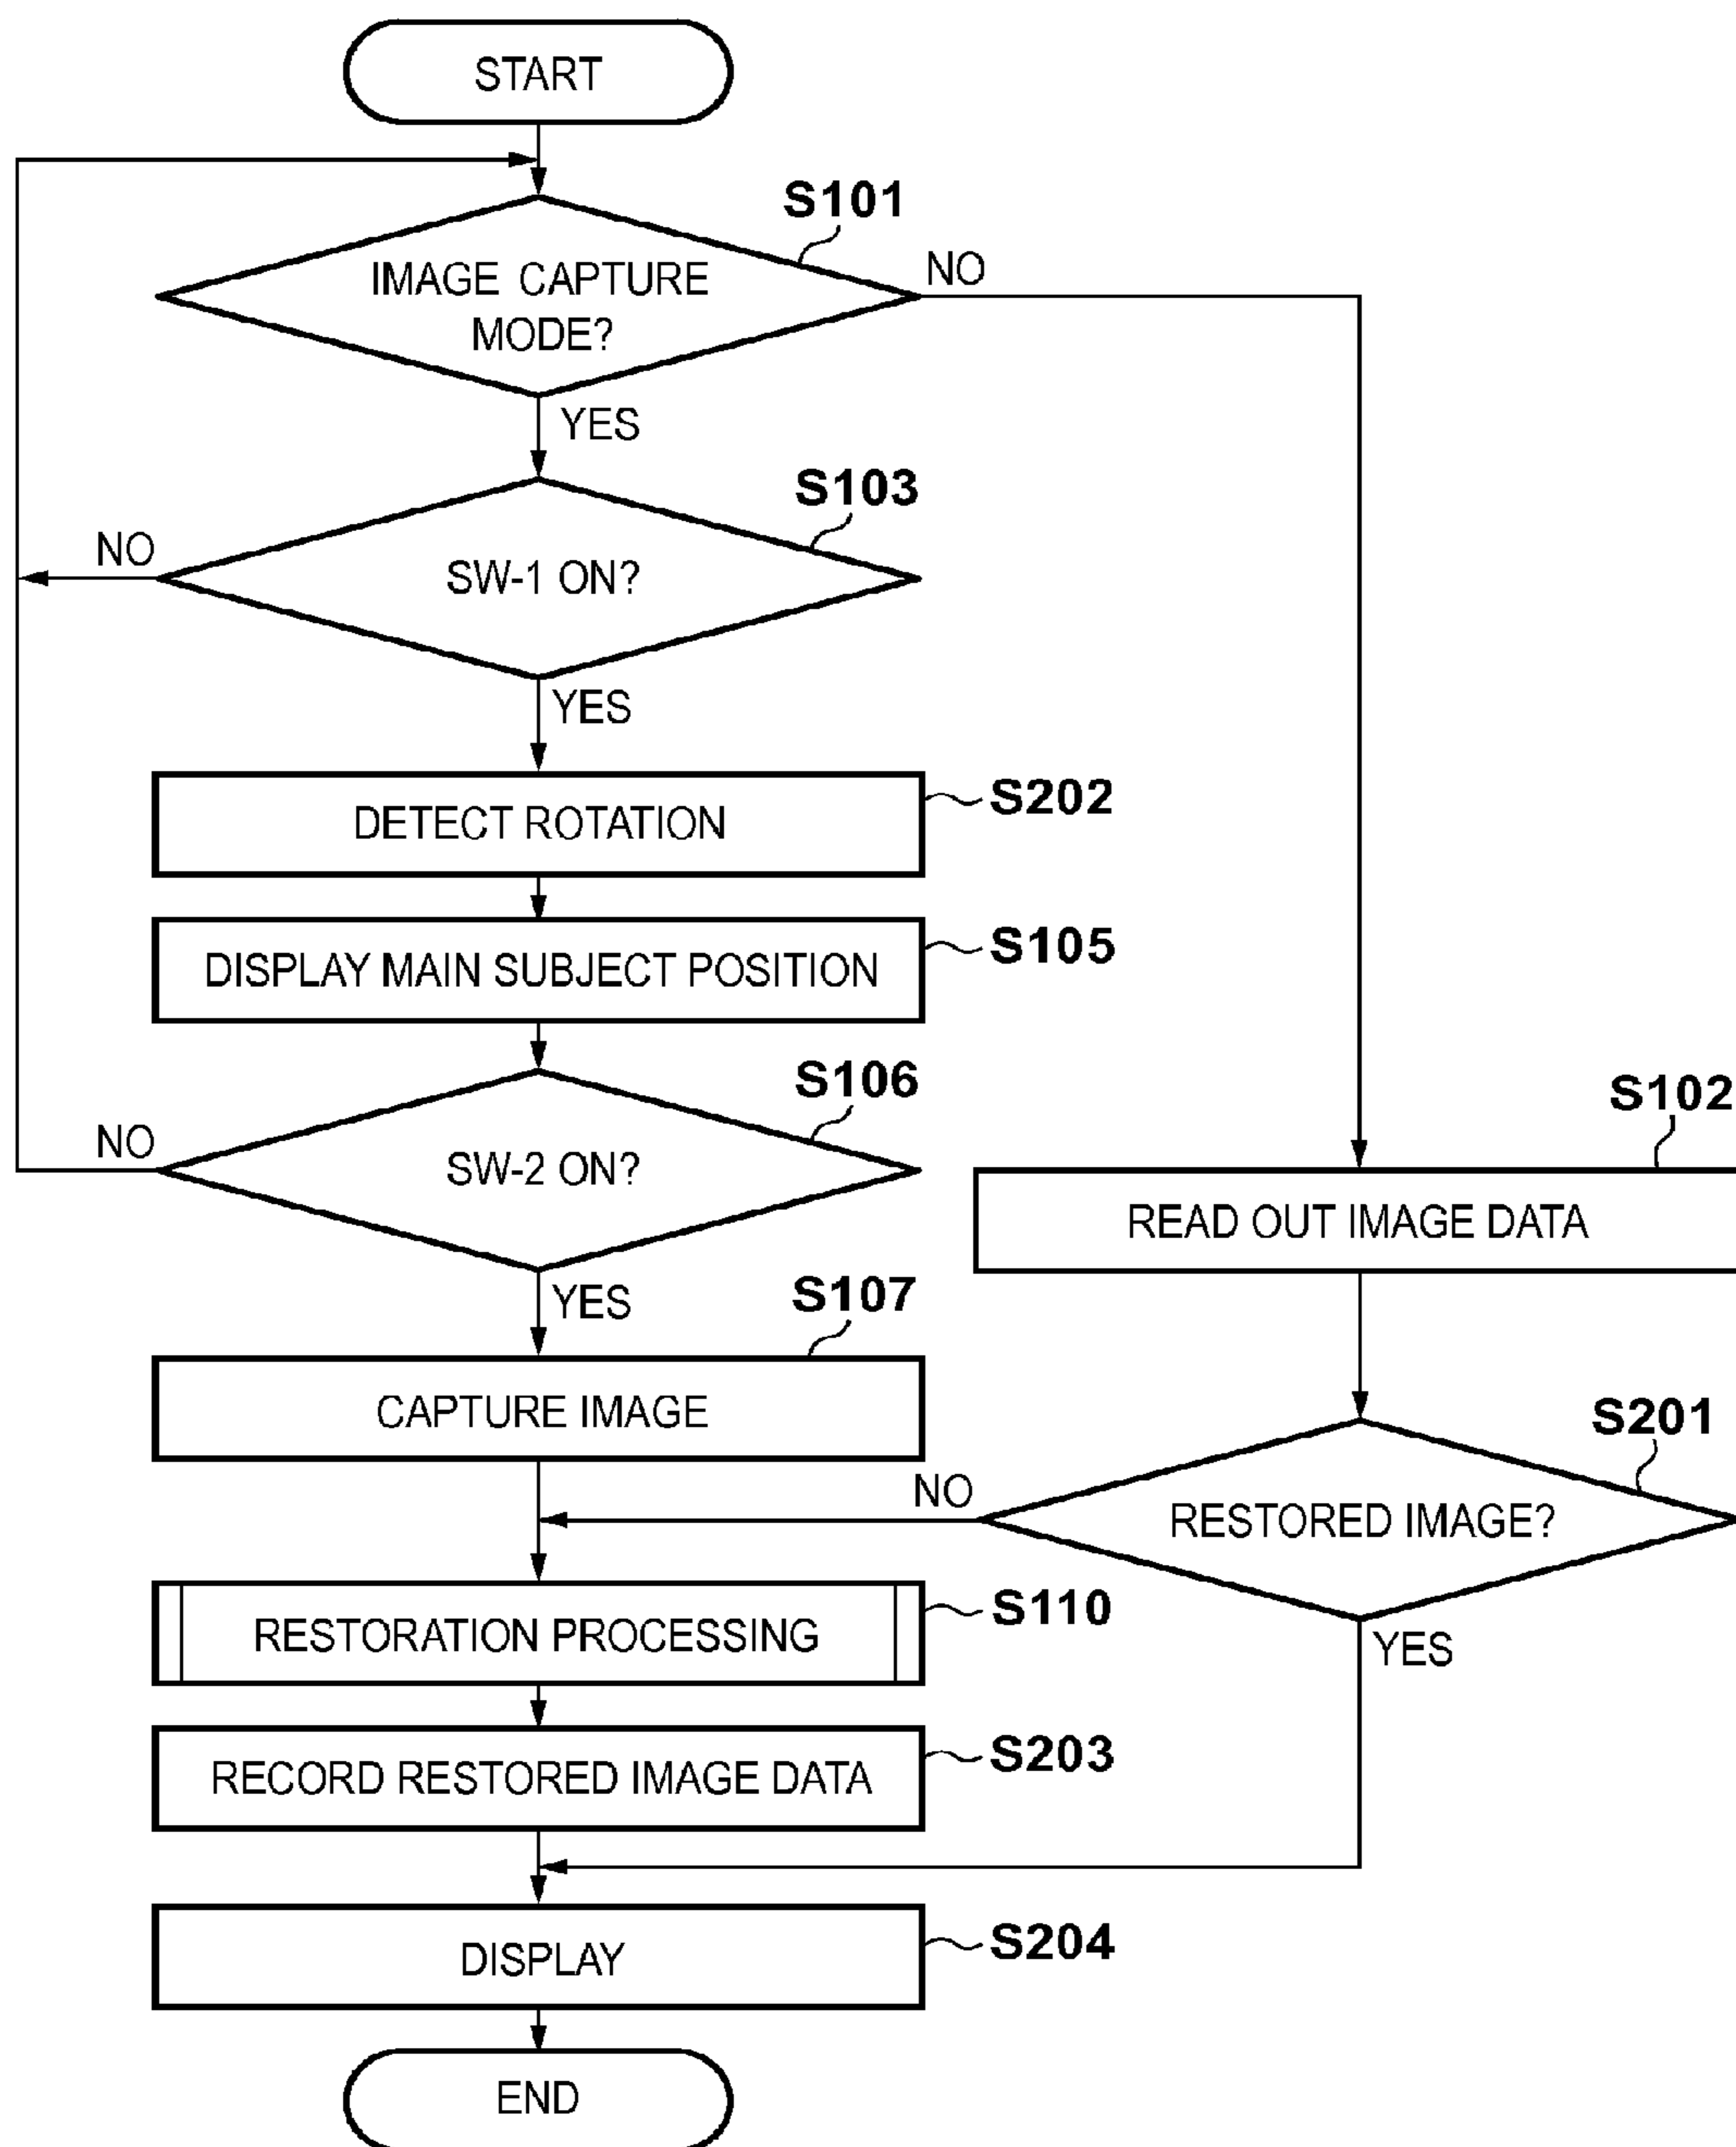 START
S101
IMAGE CAPTURE
MODE?
NO
YES
S103
SW-1 ON?
NO
YES
DETECT ROTATION
S202
DISPLAY MAIN SUBJECT POSITION
S105
S106
SW-2 ON?
NO
YES
S102
READ OUT IMAGE DATA
S107
CAPTURE IMAGE
S201
RESTORED IMAGE?
NO
YES
RESTORATION PROCESSING
S110
RECORD RESTORED IMAGE DATA
S203
DISPLAY
S204
END